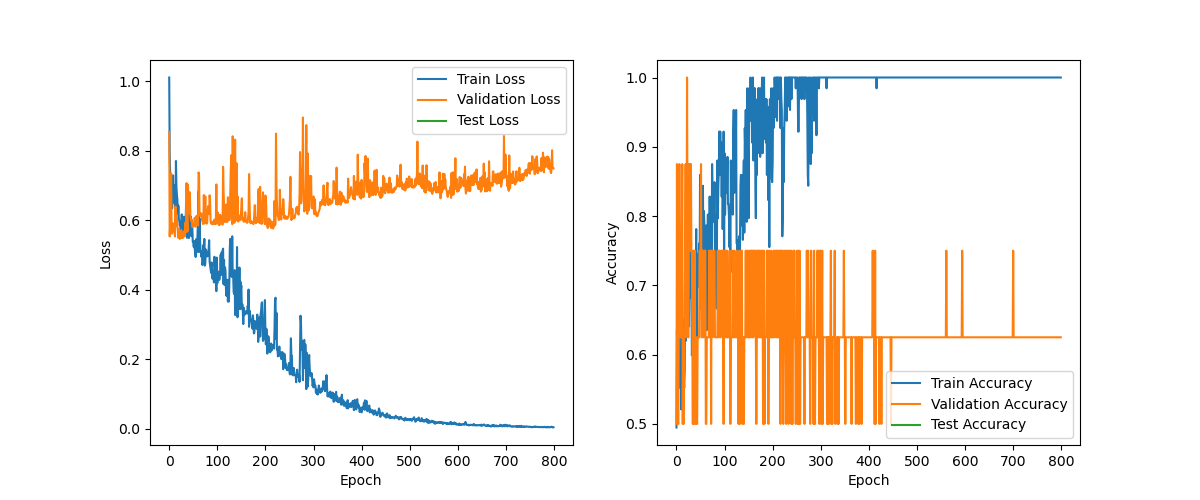 1.0
0.8
0.6
0.4
0.2
0.0
Loss
0 100 200 300 400 500 600 700 800
Epoch
Train Loss
Validation Loss
Test Loss
1.0
0.9
0.8
0.7
0.6
0.5
Accuracy
0 100 200 300 400 500 600 700 800
Epoch
Train Accuracy
Validation Accuracy
Test Accuracy